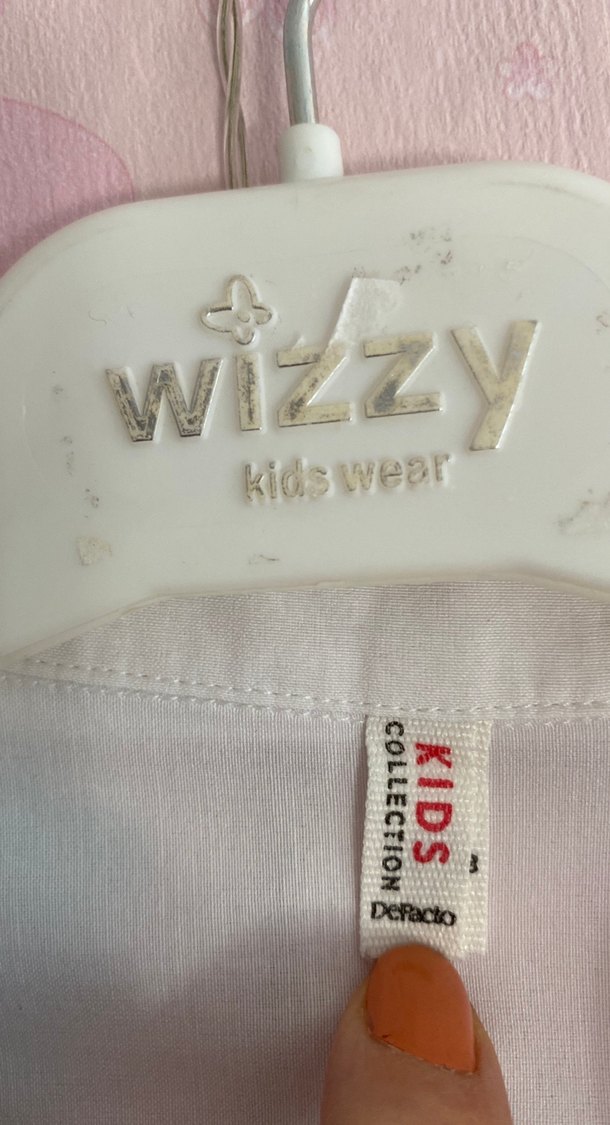 wizzy
kids wear
KIDS
COLLECTION
DeFacto